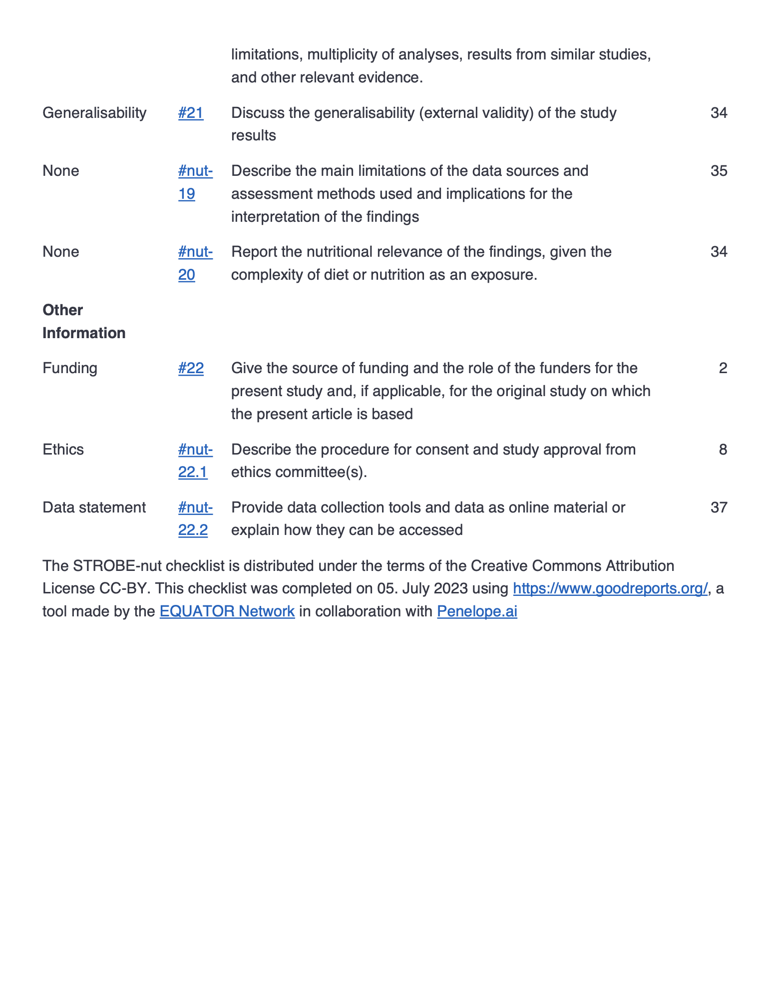 limitations, multiplicity of analyses, results from similar studies,
and other relevant evidence.
Generalisability #21 Discuss the generalisability (external validity) of the study 34
results
None #nut- Describe the main limitations of the data sources and 35
19 assessment methods used and implications for the
interpretation of the findings
None #nut- Report the nutritional relevance of the findings, given the 34
20 complexity of diet or nutrition as an exposure.
Other
Information
Funding #22 Give the source of funding and the role of the funders for the 2
present study and, if applicable, for the original study on which
the present article is based
Ethics #nut- Describe the procedure for consent and study approval from 8
22.1 ethics committee(s).
Data statement #nut- Provide data collection tools and data as online material or 37
22.2 explain how they can be accessed
The STROBE-nut checklist is distributed under the terms of the Creative Commons Attribution
License CC-BY. This checklist was completed on 05. July 2023 using https://www.goodreports.org/, a
tool made by the EQUATOR Network in collaboration with Penelope.ai